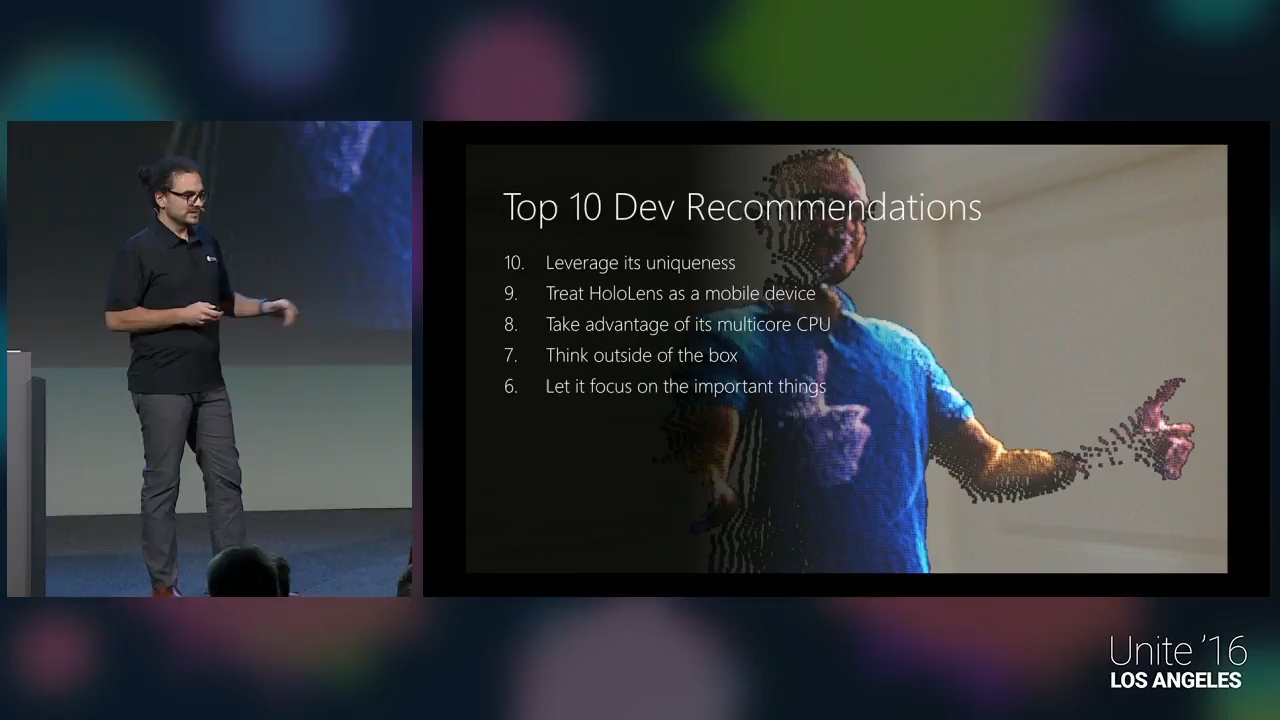 Top 10 Dev Recommendations
10. Leverage its uniqueness
9. Treat HoloLens as a mobile device
8. Take advantage of its multicore CPU
7. Think outside of the box
6. Let it focus on the important things
Unite '16
LOS ANGELES